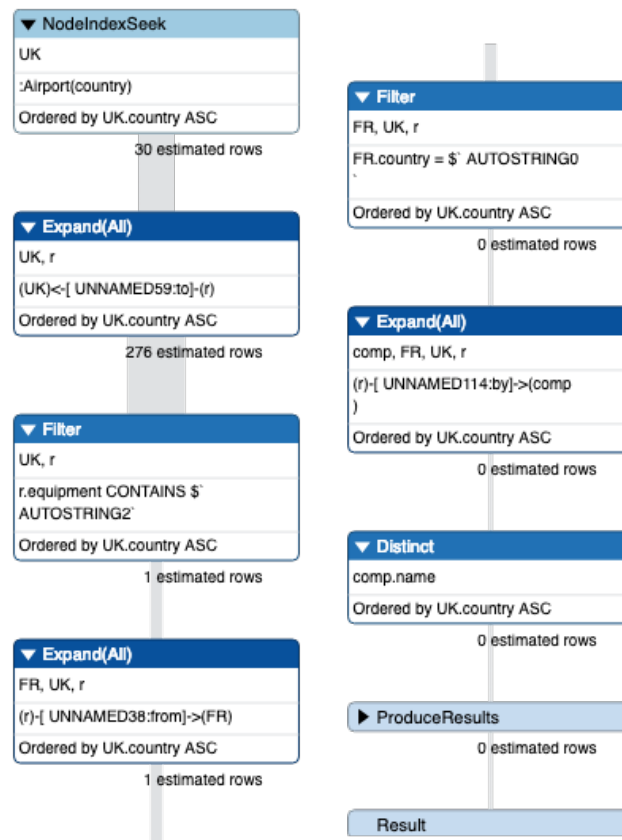 NodeIndexSeek
UK
:Airport(country)
Ordered by UK.country ASC
30 estimated rows
Expand(All)
UK, r
(UK)<-[ UNNAMED59:to]-(r)
Ordered by UK.country ASC
276 estimated rows
Filter
UK, r
r.equipment CONTAINS $`
AUTOSTRING2`
Ordered by UK.country ASC
1 estimated rows
Expand(All)
FR, UK, r
(r)-[ UNNAMED38:from]->(FR)
Ordered by UK.country ASC
1 estimated rows
Filter
FR, UK, r
FR.country = $` AUTOSTRING0
`
Ordered by UK.country ASC
0 estimated rows
Expand(All)
comp, FR, UK, r
(r)-[ UNNAMED114:by]->(comp
)
Ordered by UK.country ASC
0 estimated rows
Distinct
comp.name
Ordered by UK.country ASC
0 estimated rows
ProduceResults
0 estimated rows
Result